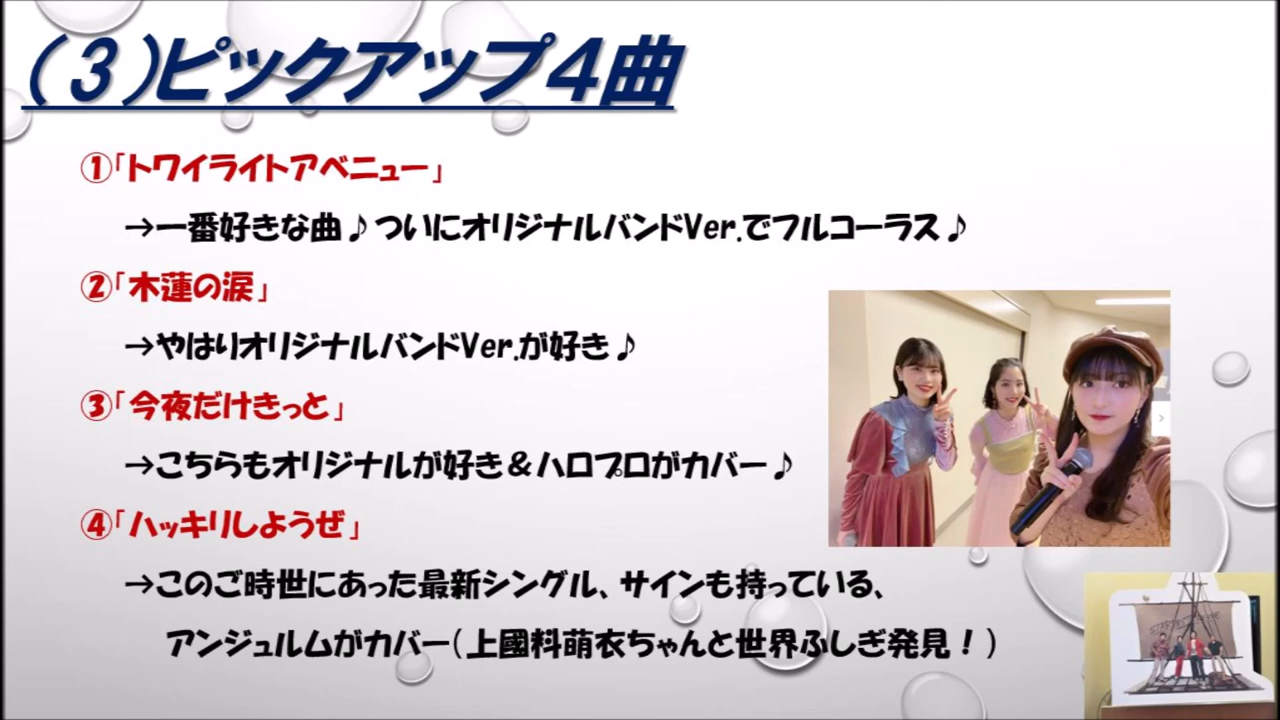 （３）ピックアップ４曲
①「トワイライトアベニュー」
→一番好きな曲♪ついにオリジナルバンドVer.でフルコーラス♪
②「木蓮の涙」
→やはりオリジナルバンドVer.が好き♪
③「今夜だけきっと」
→こちらもオリジナルが好き＆ハロプロがカバー♪
④「ハッキリしようぜ」
→このご時世にあった最新シングル、サインも持っている、
アンジュルムがカバー（上國料萌衣ちゃんと世界ふしぎ発見！）